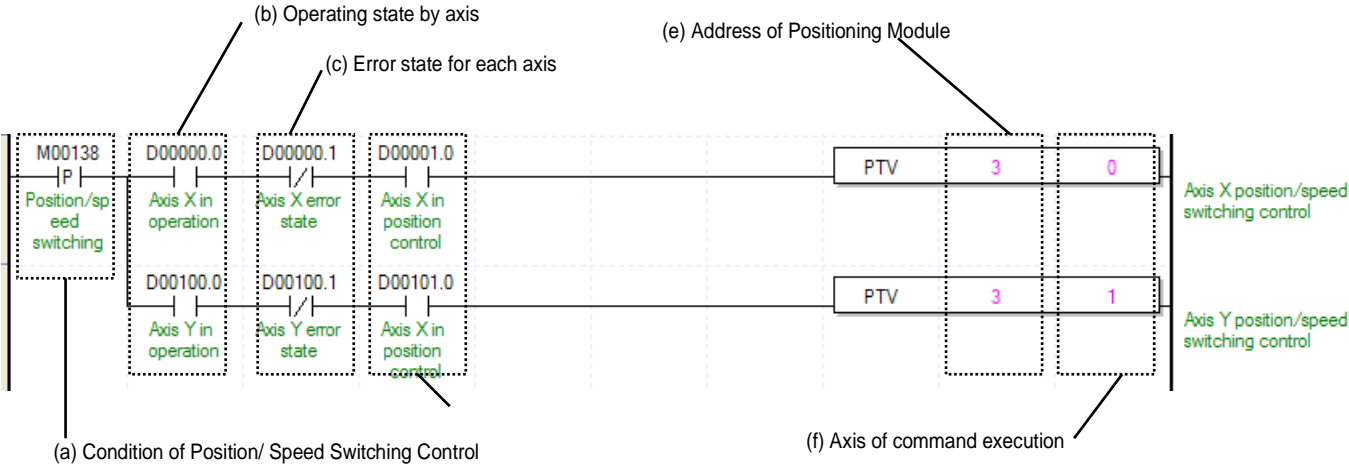 (b) Operating state by axis
(e) Address of Positioning Module
(c) Error state for each axis
M00138
D00000.0
D00000.1
D00001.0
P
PTV
3
0
Position/sp
eed
switching
Axis X in
operation
Axis X error
state
Axis X in
position
control
Axis X position/speed
switching control
D00100.0
D00100.1
D00101.0
PTV
3
1
Axis Y in
operation
Axis Y error
state
Axis X in
position
control
Axis Y position/speed
switching control
(a) Condition of Position/ Speed Switching Control
(f) Axis of command execution